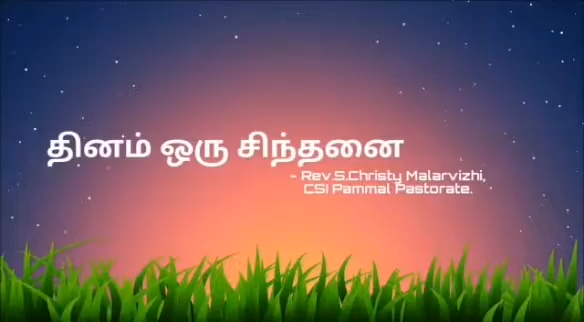 தினம் ஒரு சிந்தனை
- Rev.S.Christy Malarvizhi,
CSI Pammal Pastorate.